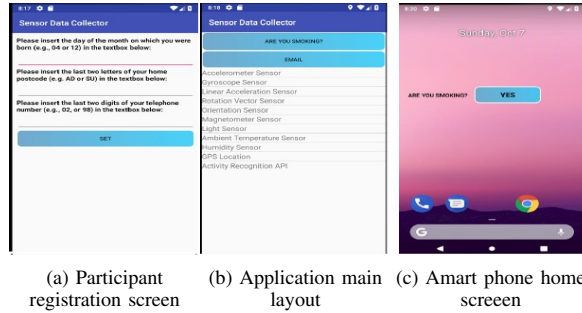 8:17
8:18
8:20
Sensor Data Collector
Please insert the day of the month on which you were
born (e.g., 04 or 12) in the textbox below:
Please insert the last two letters of your home
postcode (e.g. AD or SU) in the textbox below:
Please insert the last two digits of your telephone
number (e.g., 02, or 98) in the textbox below:
SET
Sensor Data Collector
ARE YOU SMOKING?
EMAIL
Accelerometer Sensor
Gyroscope Sensor
Linear Acceleration Sensor
Rotation Vector Sensor
Orientation Sensor
Magnetometer Sensor
Light Sensor
Ambient Temperature Sensor
Humidity Sensor
GPS Location
Activity Recognition API
Sunday, Oct 7
ARE YOU SMOKING? YES
G
(a) Participant
registration screen
(b) Application main
layout
(c) Amart phone home
screeen